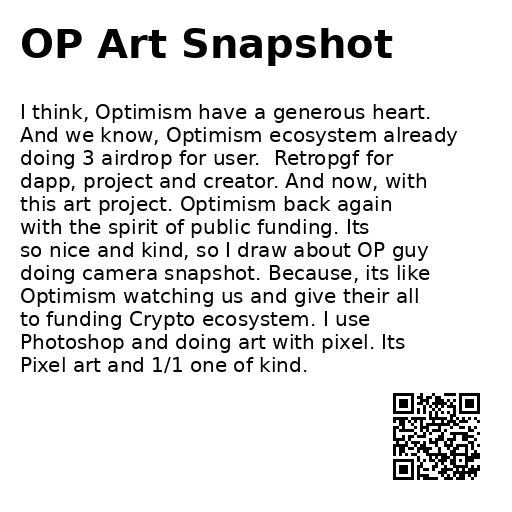 OP Art Snapshot
I think, Optimism have a generous heart.
And we know, Optimism ecosystem already
doing 3 airdrop for user.  Retropgf for
dapp, project and creator. And now, with
this art project. Optimism back again
with the spirit of public funding. Its
so nice and kind, so I draw about OP guy
doing camera snapshot. Because, its like
Optimism watching us and give their all
to funding Crypto ecosystem. I use
Photoshop and doing art with pixel. Its
Pixel art and 1/1 one of kind.